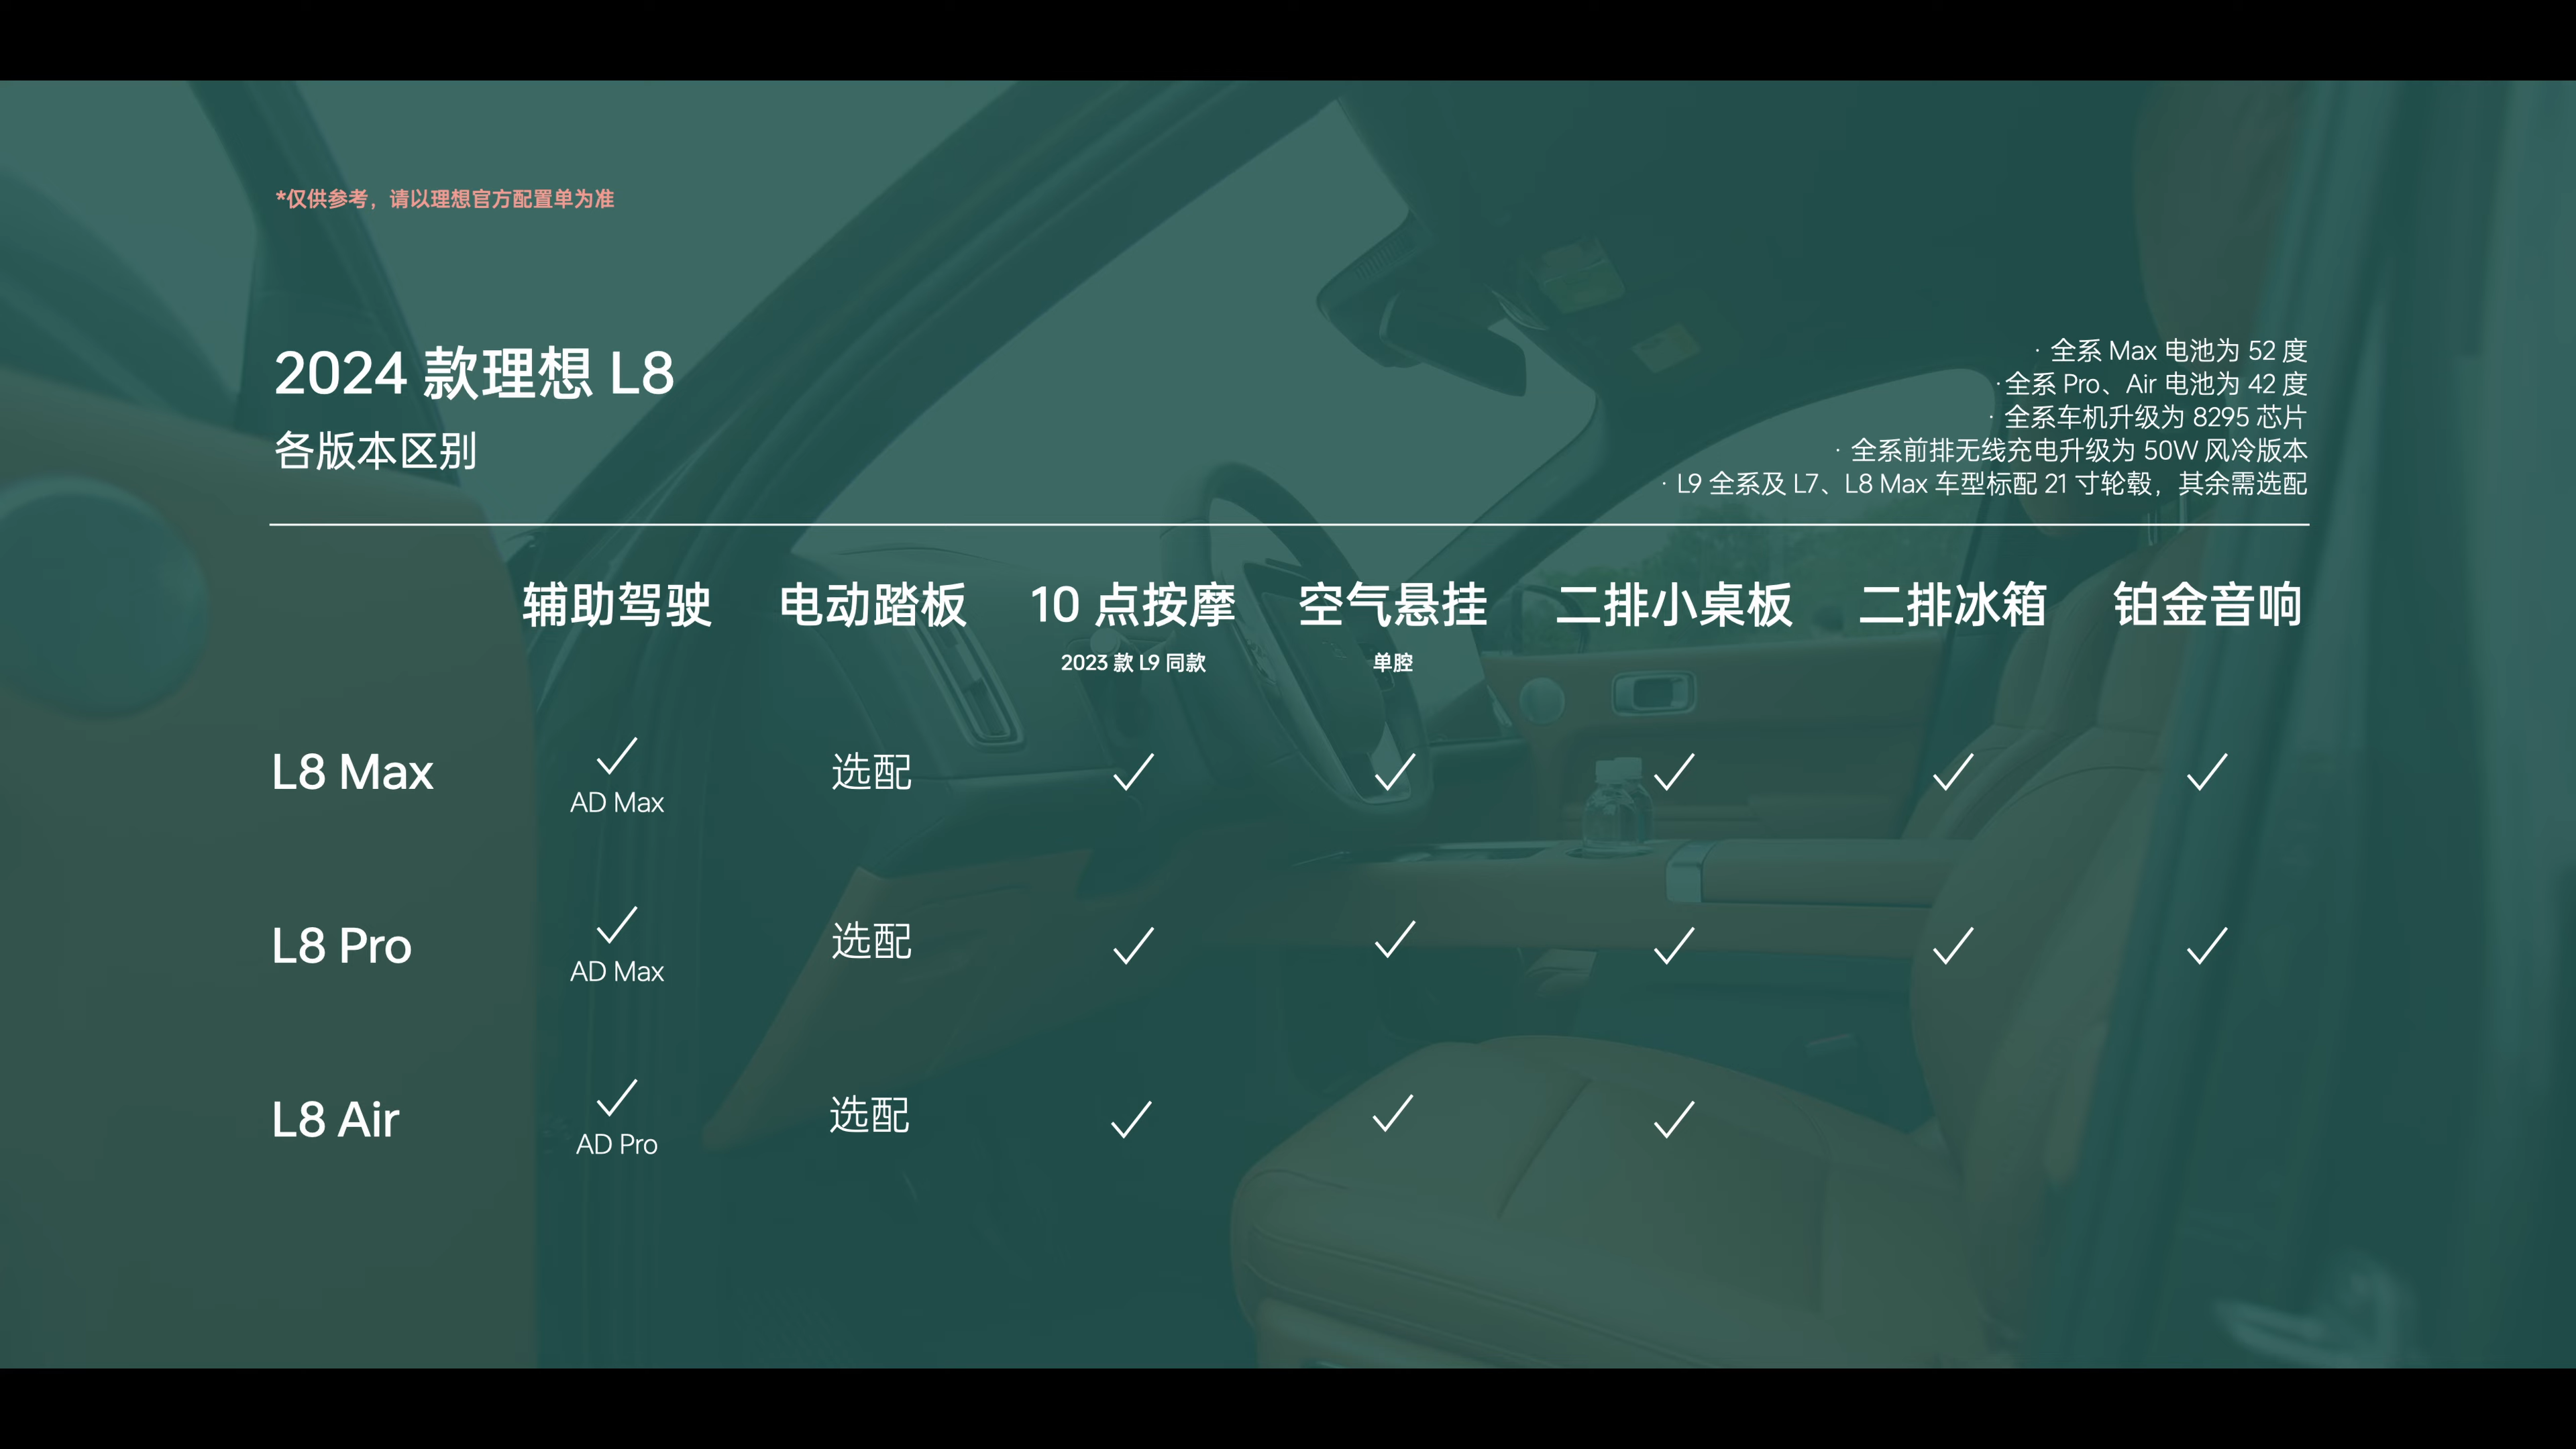 *仅供参考，请以理想官方配置单为准
2024 款理想 L8
各版本区别
· 全系 Max 电池为 52 度
· 全系 Pro、Air 电池为 42 度
· 全系车机升级为 8295 芯片
· 全系前排无线充电升级为 50W 风冷版本
· L9 全系及 L7、L8 Max 车型标配 21 寸轮毂，其余需选配
辅助驾驶 电动踏板 10 点按摩 空气悬挂 二排小桌板 二排冰箱 铂金音响
2023 款 L9 同款 单腔
L8 Max ✓ 选配 ✓ ✓ ✓ ✓ ✓
AD Max
L8 Pro ✓ 选配 ✓ ✓ ✓ ✓ ✓
AD Max
L8 Air ✓ 选配 ✓ ✓ ✓
AD Pro